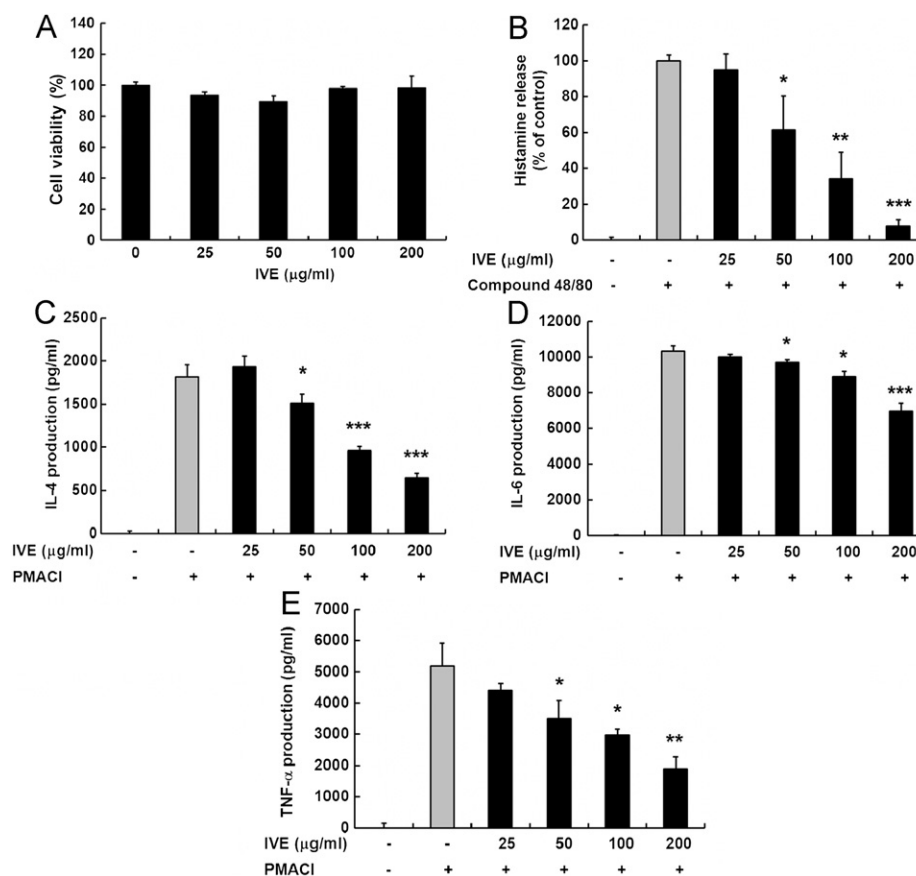 A
140
120
100
80
60
40
20
0
Cell viability (%)
0 25 50 100 200
IVE (μg/ml)
B
120
100
80
60
40
20
0
Histamine release
(% of control)
*
**
***
IVE (μg/ml) - - 25 50 100 200
Compound 48/80 - + + + + +
C
2500
2000
1500
1000
500
0
IL-4 production (pg/ml)
*
***
***
IVE (μg/ml) - - 25 50 100 200
PMACI - + + + + +
D
12000
10000
8000
6000
4000
2000
0
IL-6 production (pg/ml)
*
*
***
IVE (μg/ml) - - 25 50 100 200
PMACI - + + + + +
E
7000
6000
5000
4000
3000
2000
1000
0
TNF-α production (pg/ml)
*
*
**
IVE (μg/ml) - - 25 50 100 200
PMACI - + + + + +